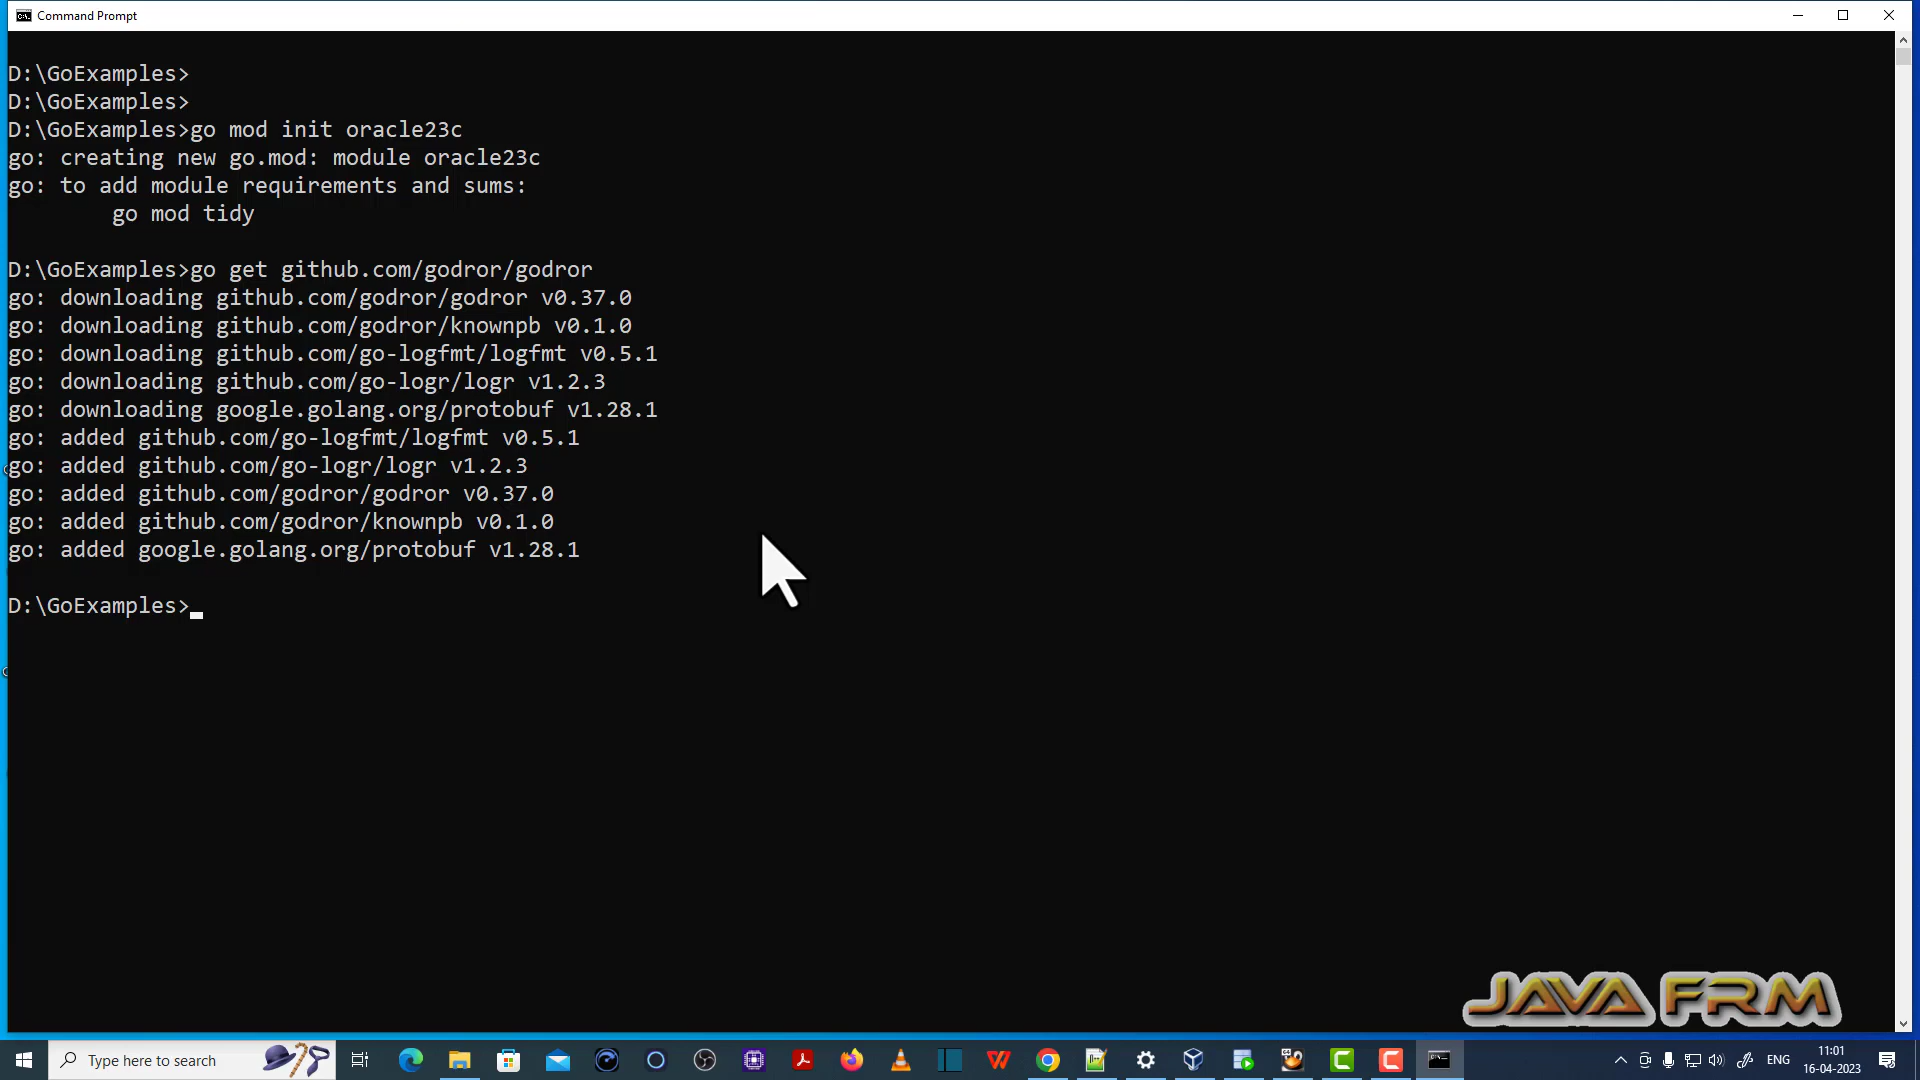 Command Prompt
D:\GoExamples>
D:\GoExamples>
D:\GoExamples>go mod init oracle23c
go: creating new go.mod: module oracle23c
go: to add module requirements and sums:
go mod tidy
D:\GoExamples>go get github.com/godror/godror
go: downloading github.com/godror/godror v0.37.0
go: downloading github.com/godror/knownpb v0.1.0
go: downloading github.com/go-logfmt/logfmt v0.5.1
go: downloading github.com/go-logr/logr v1.2.3
go: downloading google.golang.org/protobuf v1.28.1
go: added github.com/go-logfmt/logfmt v0.5.1
go: added github.com/go-logr/logr v1.2.3
go: added github.com/godror/godror v0.37.0
go: added github.com/godror/knownpb v0.1.0
go: added google.golang.org/protobuf v1.28.1
D:\GoExamples>
JAVA FRM
Type here to search
ENG
11:01
16-04-2023